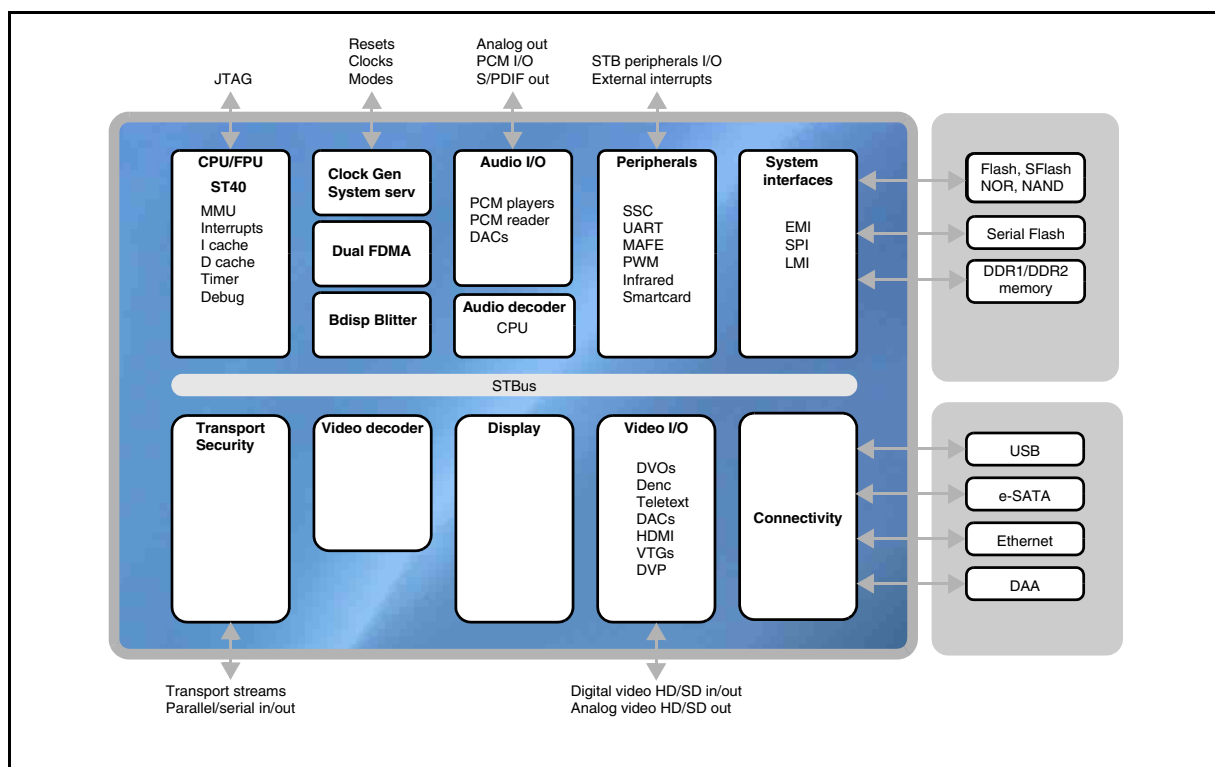 Resets
Clocks
Modes
JTAG
Analog out
PCM I/O
S/PDIF out
STB peripherals I/O
External interrupts
CPU/FPU
ST40
MMU
Interrupts
I cache
D cache
Timer
Debug
Clock Gen
System serv
Dual FDMA
Bdisp Blitter
Audio I/O
PCM players
PCM reader
DACs
Audio decoder
CPU
Peripherals
SSC
UART
MAFE
PWM
Infrared
Smartcard
System
interfaces
EMI
SPI
LMI
Flash, SFlash
NOR, NAND
Serial Flash
DDR1/DDR2
memory
STBus
Transport
Security
Video decoder
Display
Video I/O
DVOs
Denc
Teletext
DACs
HDMI
VTGs
DVP
Connectivity
USB
e-SATA
Ethernet
DAA
Transport streams
Parallel/serial in/out
Digital video HD/SD in/out
Analog video HD/SD out